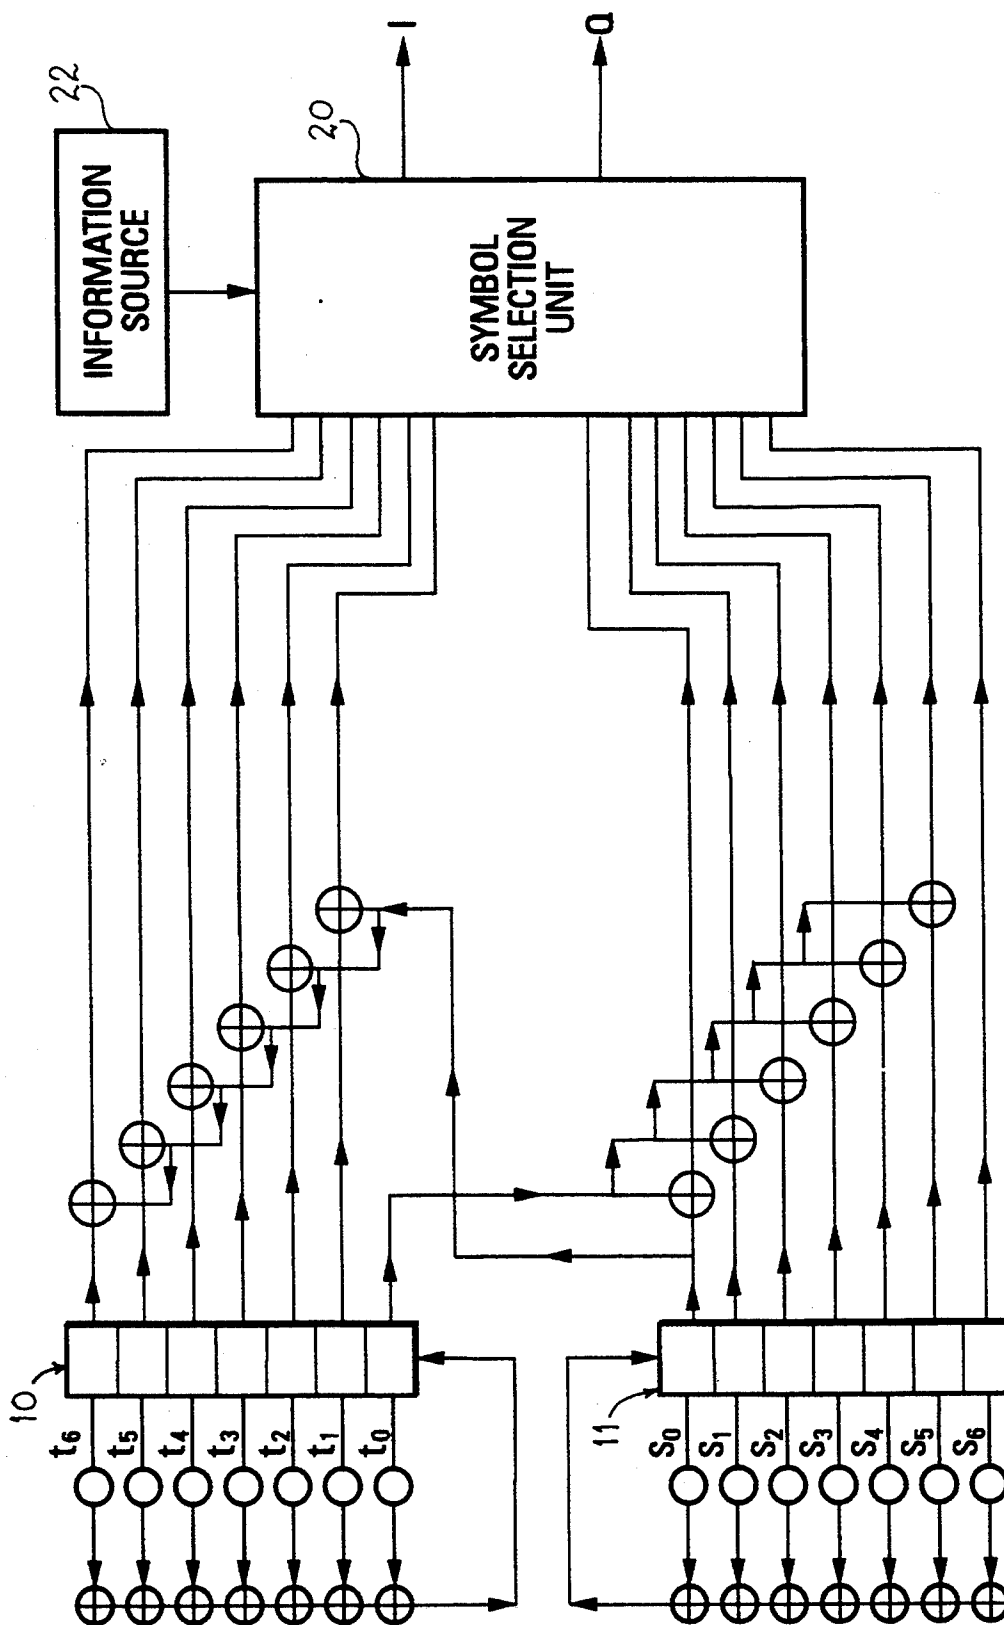 22
INFORMATION
SOURCE
20
SYMBOL
SELECTION
UNIT
I
Q
10
t6
t5
t4
t3
t2
t1
t0
11
S0
S1
S2
S3
S4
S5
S6